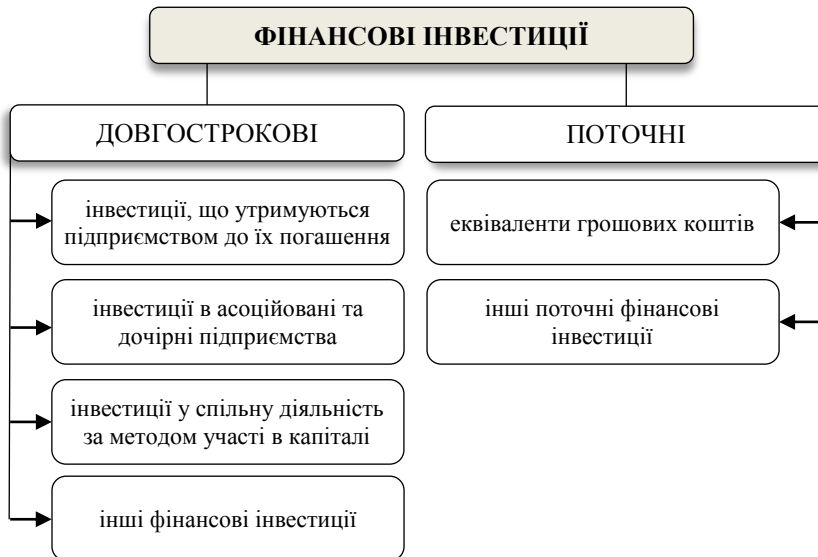 ФІНАНСОВІ ІНВЕСТИЦІЇ
ДОВГОСТРОКОВІ
інвестиції, що утримуються
підприємством до їх погашення
інвестиції в асоційовані та
дочірні підприємства
інвестиції у спільну діяльність
за методом участі в капіталі
інші фінансові інвестиції
ПОТОЧНІ
еквіваленти грошових коштів
інші поточні фінансові
інвестиції